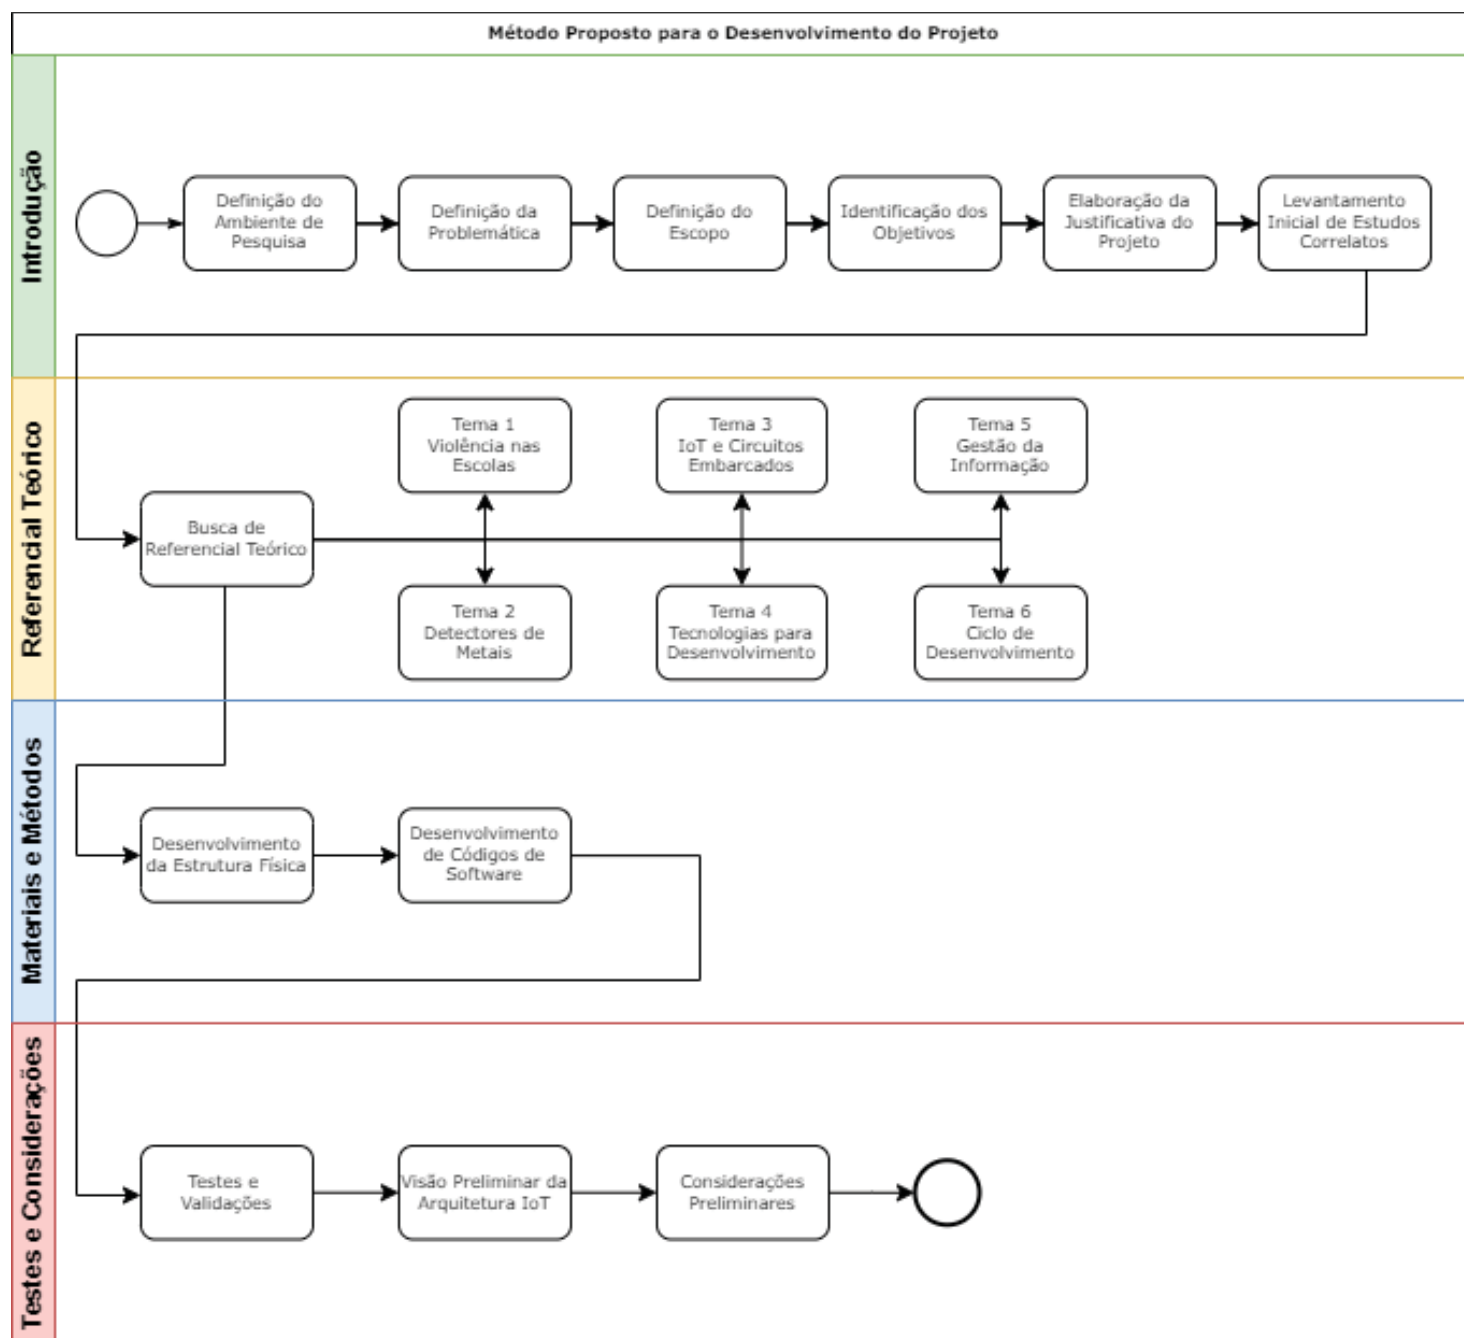 Método Proposto para o Desenvolvimento do Projeto
Introdução
Definição do
Ambiente de
Pesquisa
Definição da
Problemática
Definição do
Escopo
Identificação dos
Objetivos
Elaboração da
Justificativa do
Projeto
Levantamento
Inicial de Estudos
Correlatos
Referencial Teórico
Busca de
Referencial Teórico
Tema 1
Violência nas
Escolas
Tema 3
IoT e Circuitos
Embarcados
Tema 5
Gestão da
Informação
Tema 2
Detectores de
Metais
Tema 4
Tecnologias para
Desenvolvimento
Tema 6
Ciclo de
Desenvolvimento
Materiais e Métodos
Desenvolvimento
da Estrutura Física
Desenvolvimento
de Códigos de
Software
Testes e Considerações
Testes e
Validações
Visão Preliminar da
Arquitetura IoT
Considerações
Preliminares